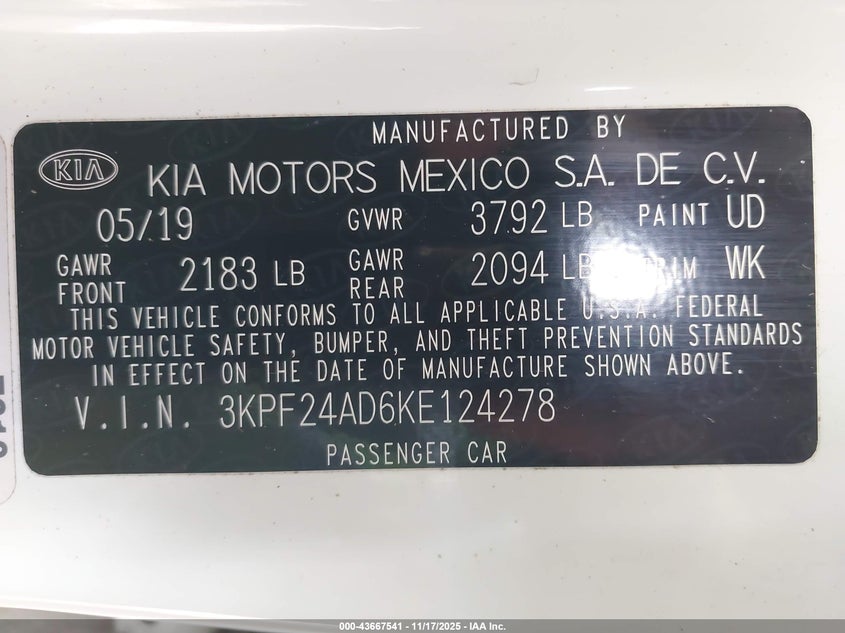 MANUFACTURED BY
KIA KIA MOTORS MEXICO S.A. DE C.V.
05/19 GVWR 3792 LB PAINT UD
GAWR FRONT 2183 LB GAWR REAR 2094 LB TRIM WK
THIS VEHICLE CONFORMS TO ALL APPLICABLE U.S.A. FEDERAL
MOTOR VEHICLE SAFETY, BUMPER, AND THEFT PREVENTION STANDARDS
IN EFFECT ON THE DATE OF MANUFACTURE SHOWN ABOVE.
V.I.N. 3KPF24AD6KE124278
PASSENGER CAR
000-43667541 - 11/17/2025 - IAA Inc.